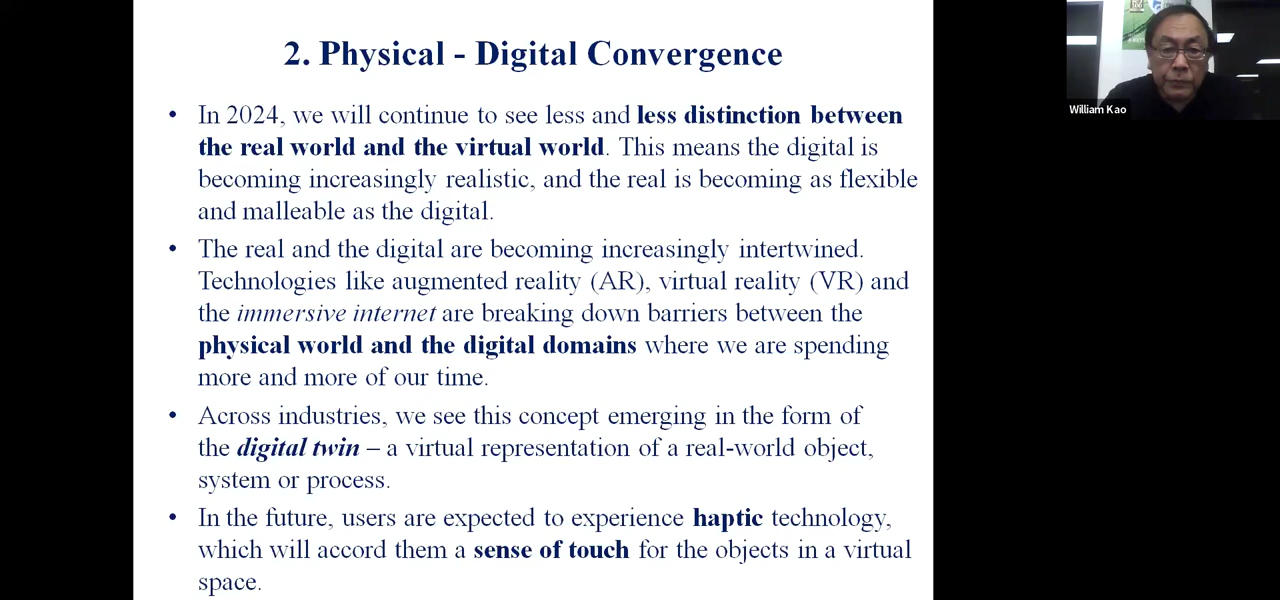 2. Physical - Digital Convergence
• In 2024, we will continue to see less and less distinction between
the real world and the virtual world. This means the digital is
becoming increasingly realistic, and the real is becoming as flexible
and malleable as the digital.
• The real and the digital are becoming increasingly intertwined.
Technologies like augmented reality (AR), virtual reality (VR) and
the immersive internet are breaking down barriers between the
physical world and the digital domains where we are spending
more and more of our time.
• Across industries, we see this concept emerging in the form of
the digital twin – a virtual representation of a real-world object,
system or process.
• In the future, users are expected to experience haptic technology,
which will accord them a sense of touch for the objects in a virtual
space.
William Kao